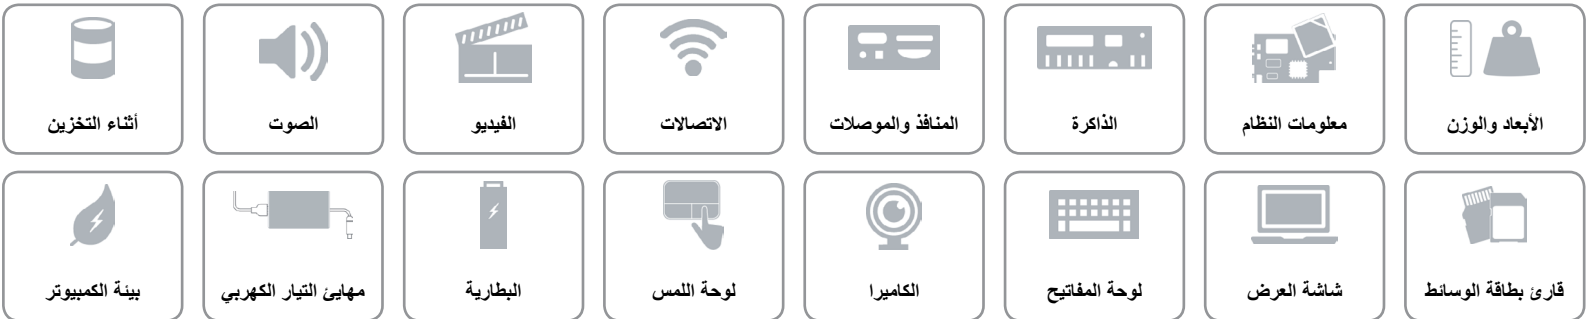 الأبعاد والوزن
معلومات النظام
الذاكرة
المنافذ والموصلات
الاتصالات
الفيديو
الصوت
أثناء التخزين
قارئ بطاقة الوسائط
شاشة العرض
لوحة المفاتيح
الكاميرا
لوحة اللمس
البطارية
مهايئ التيار الكهربي
بيئة الكمبيوتر